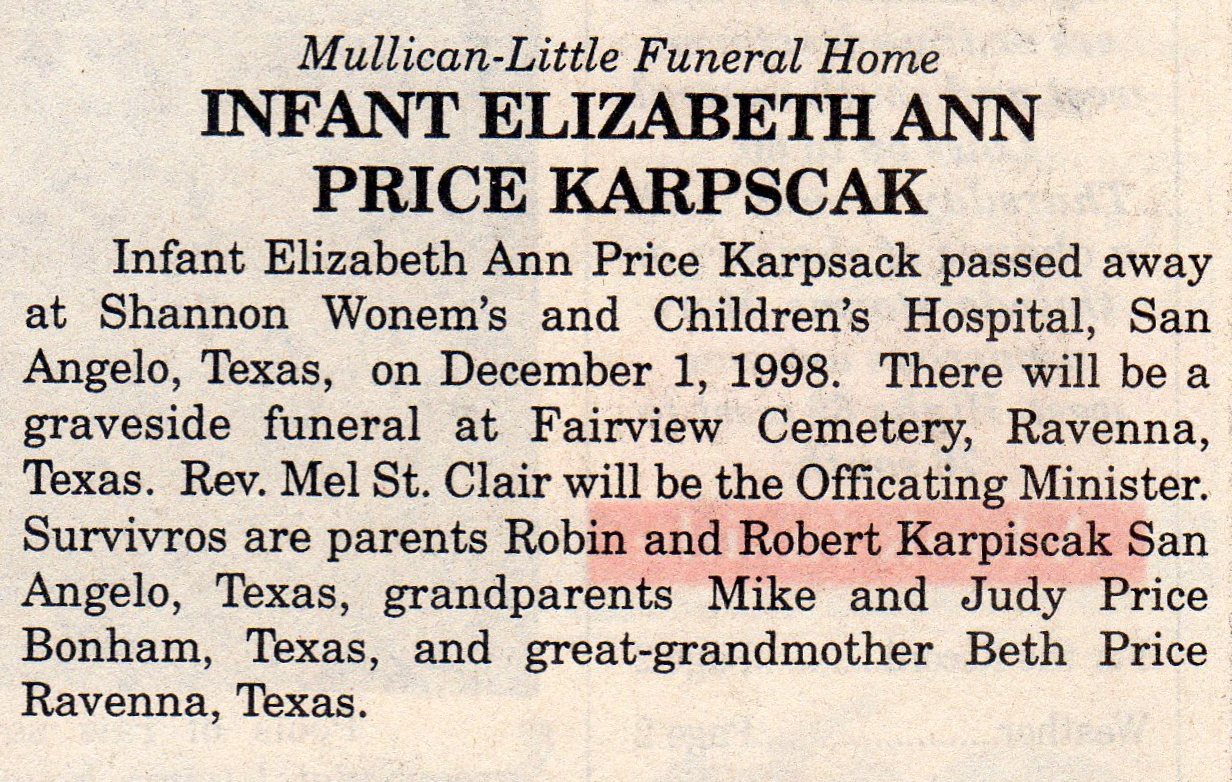 Mullican-Little Funeral Home
INFANT ELIZABETH ANN
PRICE KARPSCAK
Infant Elizabeth Ann Price Karpsack passed away
at Shannon Wonem's and Children's Hospital, San
Angelo, Texas, on December 1, 1998. There will be a
graveside funeral at Fairview Cemetery, Ravenna,
Texas. Rev. Mel St. Clair will be the Officating Minister.
Survivros are parents Robin and Robert Karpiscak San
Angelo, Texas, grandparents Mike and Judy Price
Bonham, Texas, and great-grandmother Beth Price
Ravenna, Texas.